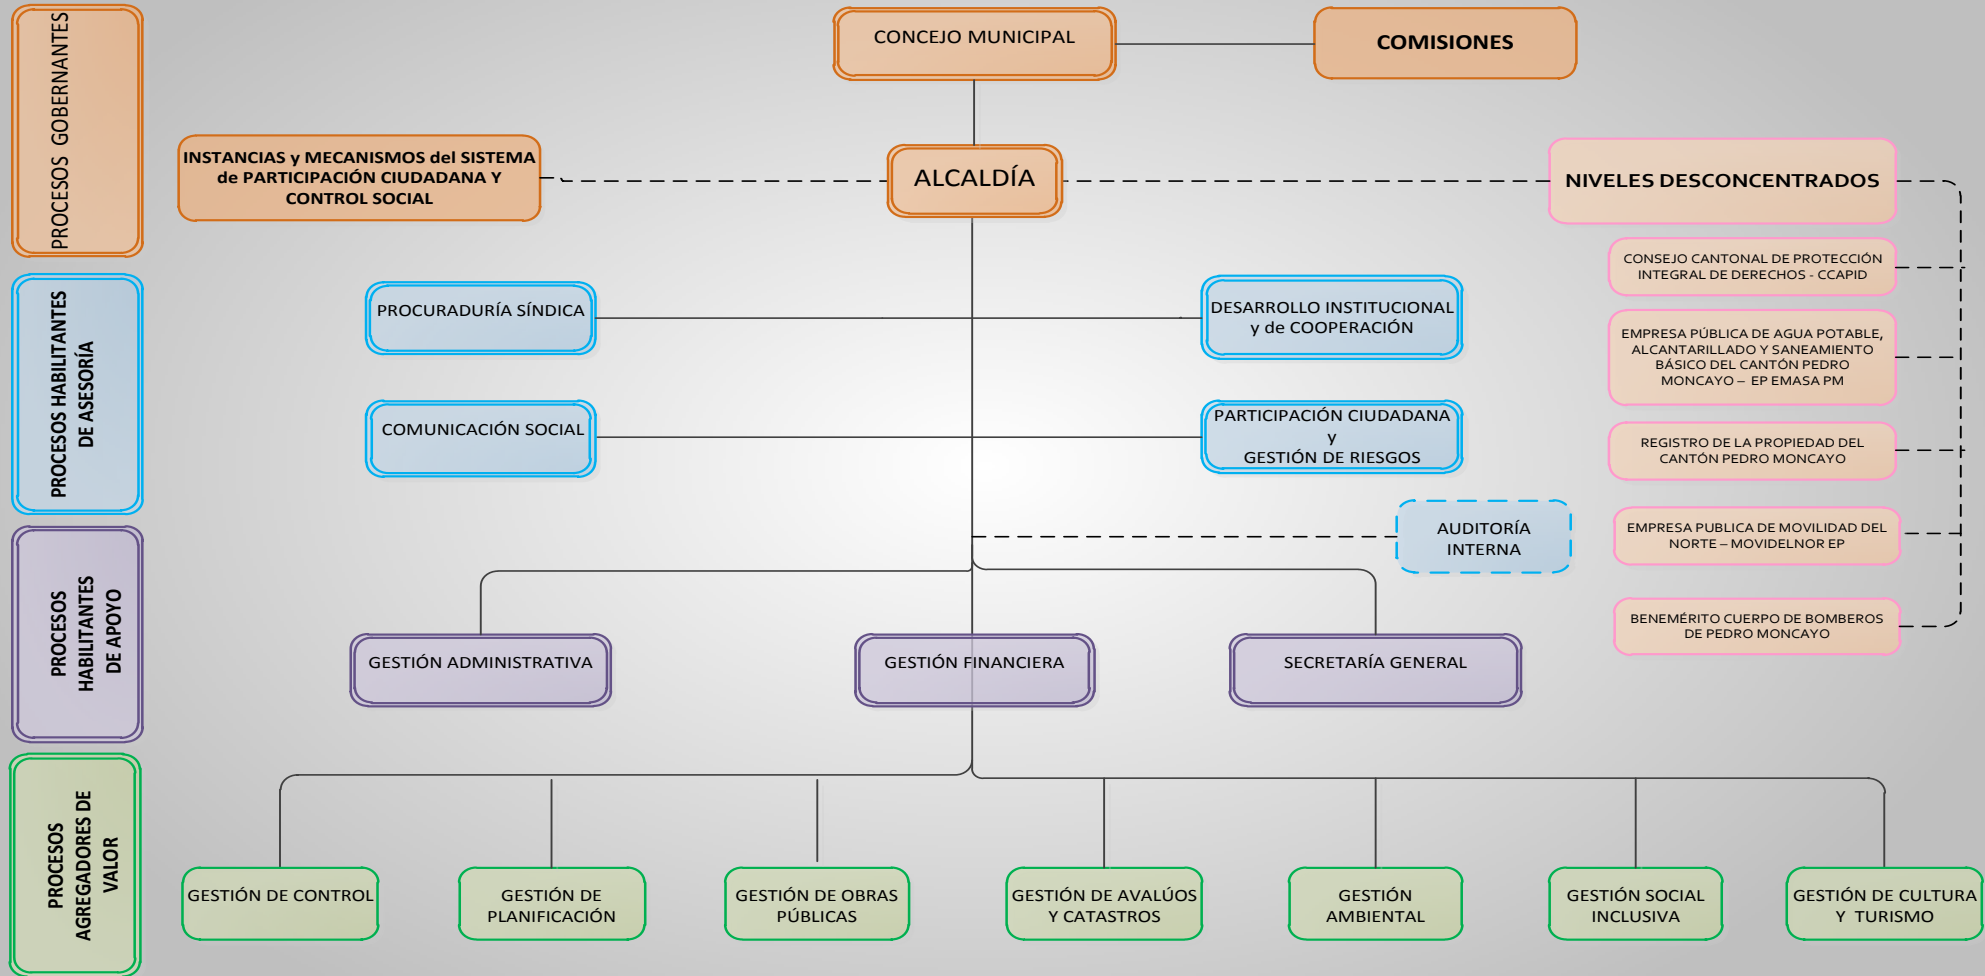 PROCESOS GOBERNANTES
CONCEJO MUNICIPAL
COMISIONES
INSTANCIAS y MECANISMOS del SISTEMA
de PARTICIPACIÓN CIUDADANA Y
CONTROL SOCIAL
ALCALDÍA
NIVELES DESCONCENTRADOS
CONSEJO CANTONAL DE PROTECCIÓN
INTEGRAL DE DERECHOS - CCAPID
EMPRESA PÚBLICA DE AGUA POTABLE,
ALCANTARILLADO Y SANEAMIENTO
BÁSICO DEL CANTÓN PEDRO
MONCAYO – EP EMASA PM
REGISTRO DE LA PROPIEDAD DEL
CANTÓN PEDRO MONCAYO
EMPRESA PUBLICA DE MOVILIDAD DEL
NORTE – MOVIDELNOR EP
BENEMÉRITO CUERPO DE BOMBEROS
DE PEDRO MONCAYO
PROCESOS HABILITANTES
DE ASESORÍA
PROCURADURÍA SÍNDICA
DESARROLLO INSTITUCIONAL
y de COOPERACIÓN
COMUNICACIÓN SOCIAL
PARTICIPACIÓN CIUDADANA
y
GESTIÓN DE RIESGOS
AUDITORÍA
INTERNA
PROCESOS
HABILITANTES
DE APOYO
GESTIÓN ADMINISTRATIVA
GESTIÓN FINANCIERA
SECRETARÍA GENERAL
PROCESOS
AGREGADORES DE
VALOR
GESTIÓN DE CONTROL
GESTIÓN DE
PLANIFICACIÓN
GESTIÓN DE OBRAS
PÚBLICAS
GESTIÓN DE AVALÚOS
Y CATASTROS
GESTIÓN
AMBIENTAL
GESTIÓN SOCIAL
INCLUSIVA
GESTIÓN DE CULTURA
Y TURISMO